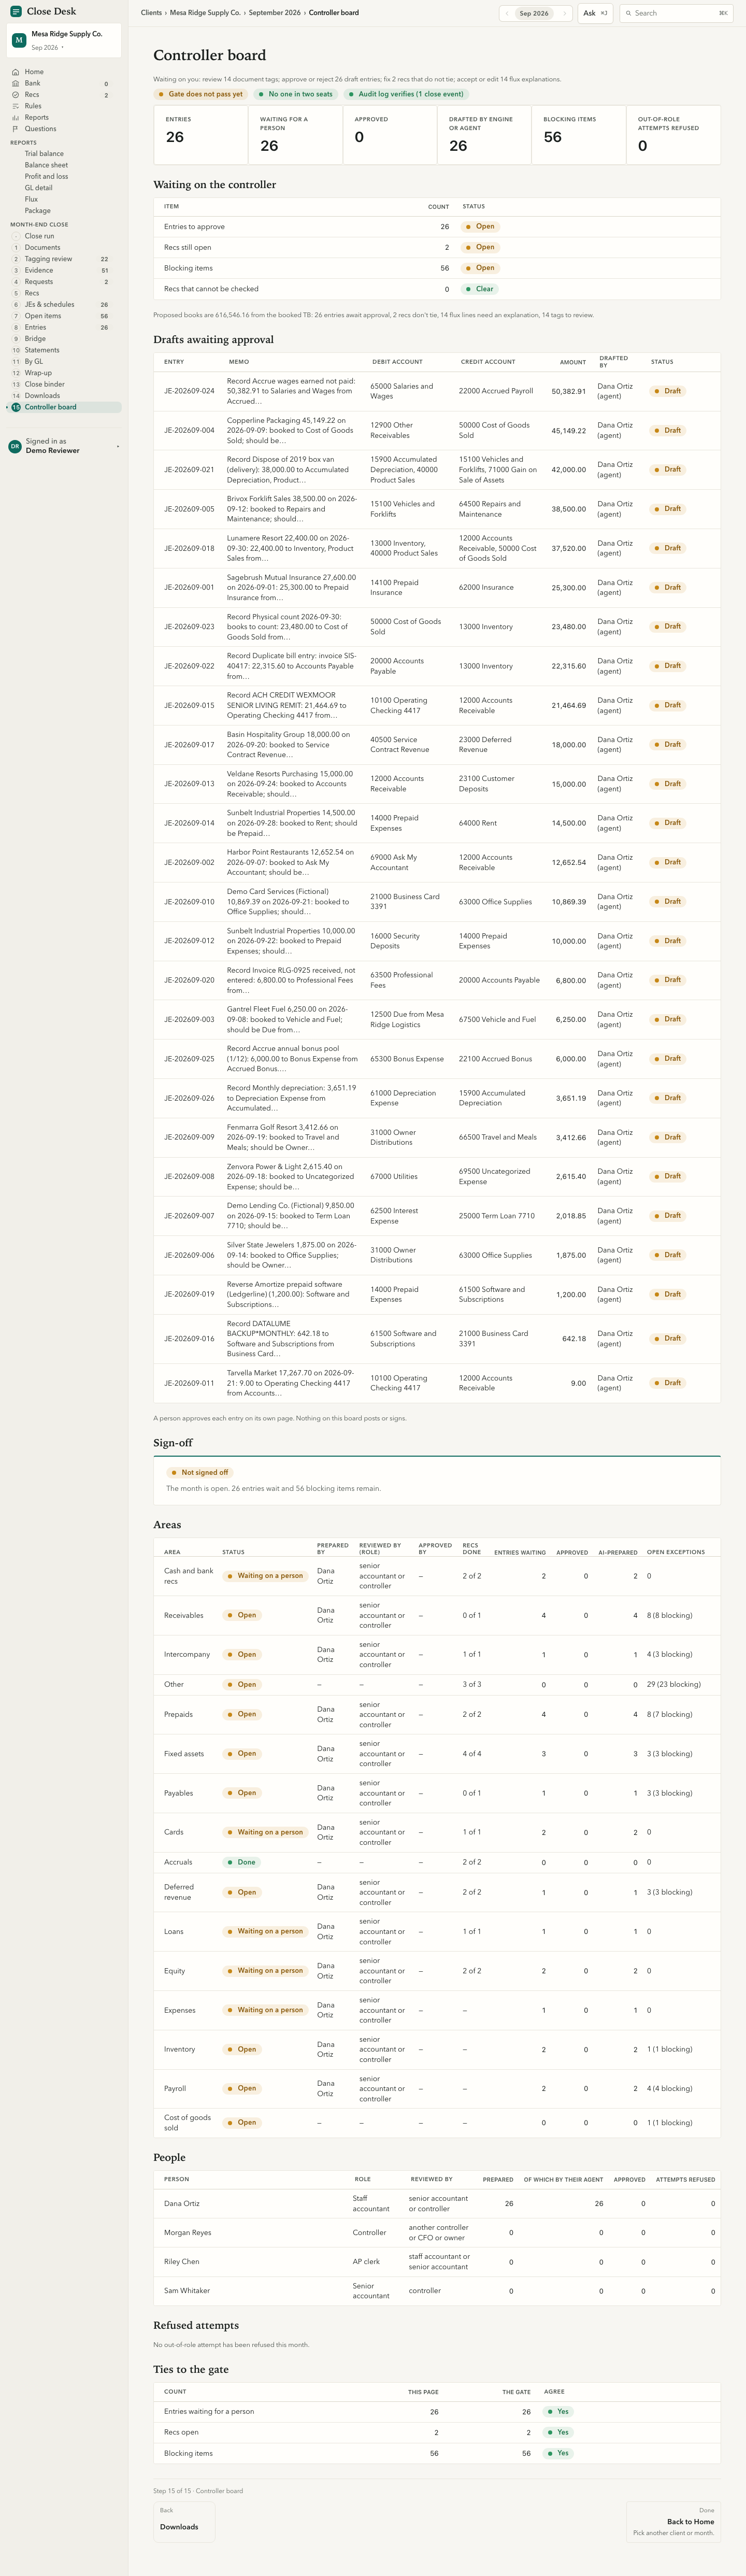 Close Desk
M
Mesa Ridge Supply Co.
Sep 2026
Home
Bank 0
Recs 2
Rules
Reports
Questions
REPORTS
Trial balance
Balance sheet
Profit and loss
GL detail
Flux
Package
MONTH-END CLOSE
Close run
1 Documents
2 Tagging review 22
3 Evidence 51
4 Requests 2
5 Recs
6 JEs & schedules 26
7 Open items 56
8 Entries 26
9 Bridge
10 Statements
11 By GL
12 Wrap-up
13 Close binder
14 Downloads
15 Controller board
DR
Signed in as
Demo Reviewer
Clients › Mesa Ridge Supply Co. › September 2026 › Controller board
‹ Sep 2026 ›
Ask ⌘J
Search ⌘K
Controller board
Waiting on you: review 14 document tags; approve or reject 26 draft entries; fix 2 recs that do not tie; accept or edit 14 flux explanations.
Gate does not pass yet
No one in two seats
Audit log verifies (1 close event)
ENTRIES
26
WAITING FOR A
PERSON
26
APPROVED
0
DRAFTED BY ENGINE
OR AGENT
26
BLOCKING ITEMS
56
OUT-OF-ROLE
ATTEMPTS REFUSED
0
Waiting on the controller
ITEM COUNT STATUS
Entries to approve 26 Open
Recs still open 2 Open
Blocking items 56 Open
Recs that cannot be checked 0 Clear
Proposed books are 616,546.16 from the booked TB: 26 entries await approval, 2 recs don't tie, 14 flux lines need an explanation, 14 tags to review.
Drafts awaiting approval
ENTRY MEMO DEBIT ACCOUNT CREDIT ACCOUNT AMOUNT DRAFTED BY STATUS
JE-202609-024
Record Accrue wages earned not paid:
50,382.91 to Salaries and Wages from
Accrued…
65000 Salaries and
Wages
22000 Accrued Payroll
50,382.91
Dana Ortiz
(agent)
Draft
JE-202609-004
Copperline Packaging 45,149.22 on
2026-09-09: booked to Cost of Goods
Sold; should be…
12900 Other
Receivables
50000 Cost of Goods
Sold
45,149.22
Dana Ortiz
(agent)
Draft
JE-202609-021
Record Dispose of 2019 box van
(delivery): 38,000.00 to Accumulated
Depreciation, Product…
15900 Accumulated
Depreciation, 40000
Product Sales
15100 Vehicles and
Forklifts, 71000 Gain on
Sale of Assets
42,000.00
Dana Ortiz
(agent)
Draft
JE-202609-005
Brivox Forklift Sales 38,500.00 on 2026-
09-12: booked to Repairs and
Maintenance; should…
15100 Vehicles and
Forklifts
64500 Repairs and
Maintenance
38,500.00
Dana Ortiz
(agent)
Draft
JE-202609-018
Lunamere Resort 22,400.00 on 2026-
09-30: 22,400.00 to Inventory, Product
Sales from…
13000 Inventory,
40000 Product Sales
12000 Accounts
Receivable, 50000 Cost
of Goods Sold
37,520.00
Dana Ortiz
(agent)
Draft
JE-202609-001
Sagebrush Mutual Insurance 27,600.00
on 2026-09-01: 25,300.00 to Prepaid
Insurance from…
14100 Prepaid
Insurance
62000 Insurance
25,300.00
Dana Ortiz
(agent)
Draft
JE-202609-023
Record Physical count 2026-09-30:
books to count: 23,480.00 to Cost of
Goods Sold from…
50000 Cost of Goods
Sold
13000 Inventory
23,480.00
Dana Ortiz
(agent)
Draft
JE-202609-022
Record Duplicate bill entry: invoice SIS-
40417: 22,315.60 to Accounts Payable
from…
20000 Accounts
Payable
13000 Inventory
22,315.60
Dana Ortiz
(agent)
Draft
JE-202609-015
Record ACH CREDIT WEXMOOR
SENIOR LIVING REMIT: 21,464.69 to
Operating Checking 4417 from…
10100 Operating
Checking 4417
12000 Accounts
Receivable
21,464.69
Dana Ortiz
(agent)
Draft
JE-202609-017
Basin Hospitality Group 18,000.00 on
2026-09-20: booked to Service
Contract Revenue…
40500 Service
Contract Revenue
23000 Deferred
Revenue
18,000.00
Dana Ortiz
(agent)
Draft
JE-202609-013
Veldane Resorts Purchasing 15,000.00
on 2026-09-24: booked to Accounts
Receivable; should…
12000 Accounts
Receivable
23100 Customer
Deposits
15,000.00
Dana Ortiz
(agent)
Draft
JE-202609-014
Sunbelt Industrial Properties 14,500.00
on 2026-09-28: booked to Rent; should
be Prepaid…
14000 Prepaid
Expenses
64000 Rent
14,500.00
Dana Ortiz
(agent)
Draft
JE-202609-002
Harbor Point Restaurants 12,652.54 on
2026-09-07: booked to Ask My
Accountant; should be…
69000 Ask My
Accountant
12000 Accounts
Receivable
12,652.54
Dana Ortiz
(agent)
Draft
JE-202609-010
Demo Card Services (Fictional)
10,869.39 on 2026-09-21: booked to
Office Supplies; should…
21000 Business Card
3391
63000 Office Supplies
10,869.39
Dana Ortiz
(agent)
Draft
JE-202609-012
Sunbelt Industrial Properties 10,000.00
on 2026-09-22: booked to Prepaid
Expenses; should…
16000 Security
Deposits
14000 Prepaid
Expenses
10,000.00
Dana Ortiz
(agent)
Draft
JE-202609-020
Record Invoice RLG-0925 received, not
entered: 6,800.00 to Professional Fees
from…
63500 Professional
Fees
20000 Accounts Payable
6,800.00
Dana Ortiz
(agent)
Draft
JE-202609-003
Gantrel Fleet Fuel 6,250.00 on 2026-
09-08: booked to Vehicle and Fuel;
should be Due from…
12500 Due from Mesa
Ridge Logistics
67500 Vehicle and Fuel
6,250.00
Dana Ortiz
(agent)
Draft
JE-202609-025
Record Accrue annual bonus pool
(1/12): 6,000.00 to Bonus Expense from
Accrued Bonus.…
65300 Bonus Expense
22100 Accrued Bonus
6,000.00
Dana Ortiz
(agent)
Draft
JE-202609-026
Record Monthly depreciation: 3,651.19
to Depreciation Expense from
Accumulated…
61000 Depreciation
Expense
15900 Accumulated
Depreciation
3,651.19
Dana Ortiz
(agent)
Draft
JE-202609-009
Fenmarra Golf Resort 3,412.66 on
2026-09-19: booked to Travel and
Meals; should be Owner…
31000 Owner
Distributions
66500 Travel and Meals
3,412.66
Dana Ortiz
(agent)
Draft
JE-202609-008
Zenvora Power & Light 2,615.40 on
2026-09-18: booked to Uncategorized
Expense; should be…
67000 Utilities
69500 Uncategorized
Expense
2,615.40
Dana Ortiz
(agent)
Draft
JE-202609-007
Demo Lending Co. (Fictional) 9,850.00
on 2026-09-15: booked to Term Loan
7710; should be…
62500 Interest
Expense
25000 Term Loan 7710
2,018.85
Dana Ortiz
(agent)
Draft
JE-202609-006
Silver State Jewelers 1,875.00 on 2026-
09-14: booked to Office Supplies;
should be Owner…
31000 Owner
Distributions
63000 Office Supplies
1,875.00
Dana Ortiz
(agent)
Draft
JE-202609-019
Reverse Amortize prepaid software
(Ledgerline) (1,200.00): Software and
Subscriptions…
14000 Prepaid
Expenses
61500 Software and
Subscriptions
1,200.00
Dana Ortiz
(agent)
Draft
JE-202609-016
Record DATALUME
BACKUP*MONTHLY: 642.18 to
Software and Subscriptions from
Business Card…
61500 Software and
Subscriptions
21000 Business Card
3391
642.18
Dana Ortiz
(agent)
Draft
JE-202609-011
Tarvella Market 17,267.70 on 2026-09-
21: 9.00 to Operating Checking 4417
from Accounts…
10100 Operating
Checking 4417
12000 Accounts
Receivable
9.00
Dana Ortiz
(agent)
Draft
A person approves each entry on its own page. Nothing on this board posts or signs.
Sign-off
Not signed off
The month is open. 26 entries wait and 56 blocking items remain.
Areas
AREA STATUS PREPARED BY REVIEWED BY (ROLE) APPROVED BY RECS DONE ENTRIES WAITING APPROVED AI-PREPARED OPEN EXCEPTIONS
Cash and bank recs Waiting on a person Dana Ortiz senior accountant or controller – 2 of 2 2 0 2 0
Receivables Open Dana Ortiz senior accountant or controller – 0 of 1 4 0 4 8 (8 blocking)
Intercompany Open Dana Ortiz senior accountant or controller – 1 of 1 1 0 1 4 (3 blocking)
Other Open – – – 3 of 3 0 0 0 29 (23 blocking)
Prepaids Open Dana Ortiz senior accountant or controller – 2 of 2 4 0 4 8 (7 blocking)
Fixed assets Open Dana Ortiz senior accountant or controller – 4 of 4 3 0 3 3 (3 blocking)
Payables Open Dana Ortiz senior accountant or controller – 0 of 1 1 0 1 3 (3 blocking)
Cards Waiting on a person Dana Ortiz senior accountant or controller – 1 of 1 2 0 2 0
Accruals Done – – – 2 of 2 0 0 0 0
Deferred revenue Open Dana Ortiz senior accountant or controller – 2 of 2 1 0 1 3 (3 blocking)
Loans Waiting on a person Dana Ortiz senior accountant or controller – 1 of 1 1 0 1 0
Equity Waiting on a person Dana Ortiz senior accountant or controller – 2 of 2 2 0 2 0
Expenses Waiting on a person Dana Ortiz senior accountant or controller – – 1 0 1 0
Inventory Open Dana Ortiz senior accountant or controller – – 2 0 2 1 (1 blocking)
Payroll Open Dana Ortiz senior accountant or controller – – 2 0 2 4 (4 blocking)
Cost of goods sold Open – – – – 0 0 0 1 (1 blocking)
People
PERSON ROLE REVIEWED BY PREPARED OF WHICH BY THEIR AGENT APPROVED ATTEMPTS REFUSED
Dana Ortiz Staff accountant senior accountant or controller 26 26 0 0
Morgan Reyes Controller another controller or CFO or owner 0 0 0 0
Riley Chen AP clerk staff accountant or senior accountant 0 0 0 0
Sam Whitaker Senior accountant controller 0 0 0 0
Refused attempts
No out-of-role attempt has been refused this month.
Ties to the gate
COUNT THIS PAGE THE GATE AGREE
Entries waiting for a person 26 26 Yes
Recs open 2 2 Yes
Blocking items 56 56 Yes
Step 15 of 15 · Controller board
Back
Downloads
Done
Back to Home
Pick another client or month.